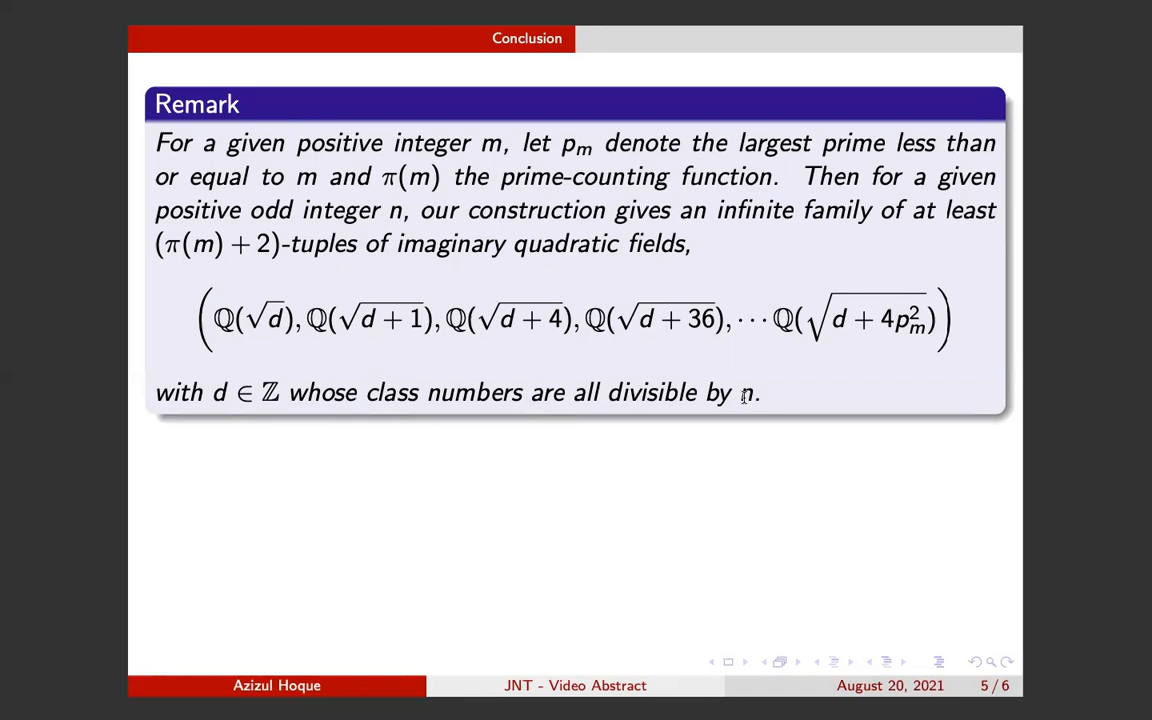 Conclusion
Remark
For a given positive integer m, let pₘ denote the largest prime less than
or equal to m and π(m) the prime-counting function. Then for a given
positive odd integer n, our construction gives an infinite family of at least
(π(m) + 2)-tuples of imaginary quadratic fields,
(ℚ(√d), ℚ(√d + 1), ℚ(√d + 4), ℚ(√d + 36), ··· ℚ(√d + 4p²ₘ))
with d ∈ ℤ whose class numbers are all divisible by n.
Azizul Hoque JNT - Video Abstract August 20, 2021 5 / 6